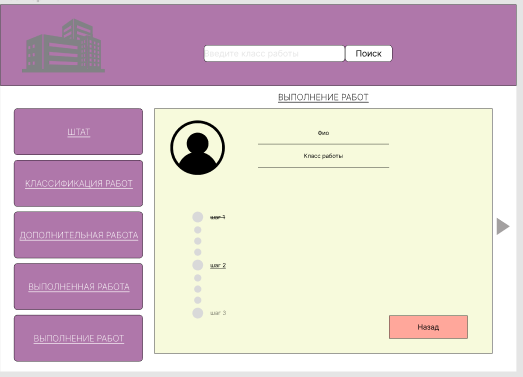 Введите класс работы
Поиск
ВЫПОЛНЕНИЕ РАБОТ
ШТАТ
КЛАССИФИКАЦИЯ РАБОТ
ДОПОЛНИТЕЛЬНАЯ РАБОТА
ВЫПОЛНЕННАЯ РАБОТА
ВЫПОЛНЕНИЕ РАБОТ
Фио
Класс работы
шаг 1
шаг 2
шаг 3
Назад